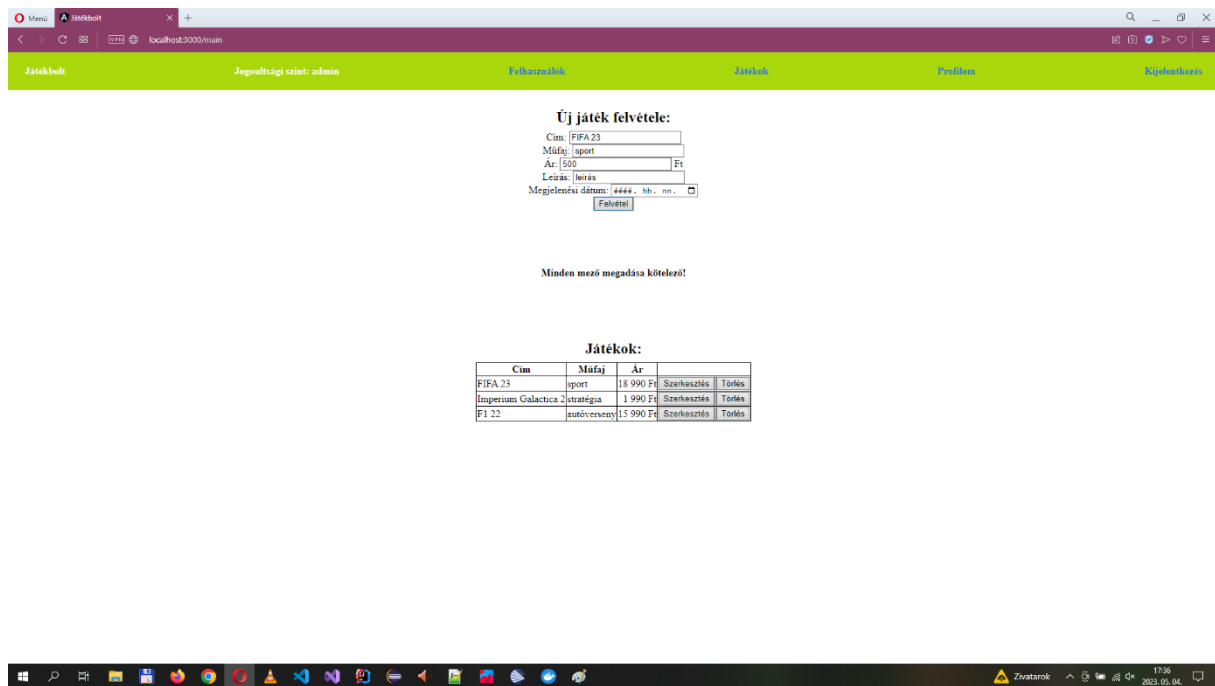 Menü Játékbolt
VPN localhost:3000/main
Játékbolt Jogoultsági szint: admin Felhasználók Játékok Profilom Kijelentkezés
Új játék felvétele:
Cím: FIFA 23
Műfaj: sport
Ár: 500 Ft
Leírás: leírás
Megjelenési dátum: éééé. hh. nn.
Felvétel
Minden mező megadása kötelező!
Játékok:
Cím Műfaj Ár
FIFA 23 sport 18 990 Ft Szerkesztés Törlés
Imperium Galactica 2 stratégia 1 990 Ft Szerkesztés Törlés
F1 22 autóverseny 15 990 Ft Szerkesztés Törlés
Zivatarok 17:36
2023. 05. 04.